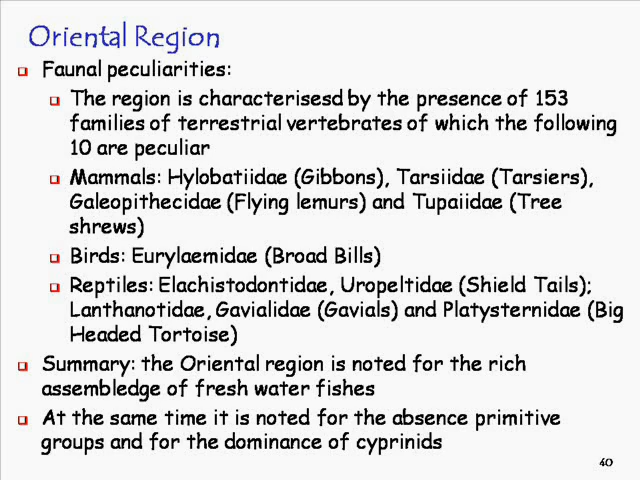 Oriental Region
Faunal peculiarities:
The region is characterisesd by the presence of 153
families of terrestrial vertebrates of which the following
10 are peculiar
Mammals: Hylobatiidae (Gibbons), Tarsiidae (Tarsiers),
Galeopithecidae (Flying lemurs) and Tupaiidae (Tree
shrews)
Birds: Eurylaemidae (Broad Bills)
Reptiles: Elachistodontidae, Uropeltidae (Shield Tails);
Lanthanotidae, Gavialidae (Gavials) and Platysternidae (Big
Headed Tortoise)
Summary: the Oriental region is noted for the rich
assembledge of fresh water fishes
At the same time it is noted for the absence primitive
groups and for the dominance of cyprinids
40